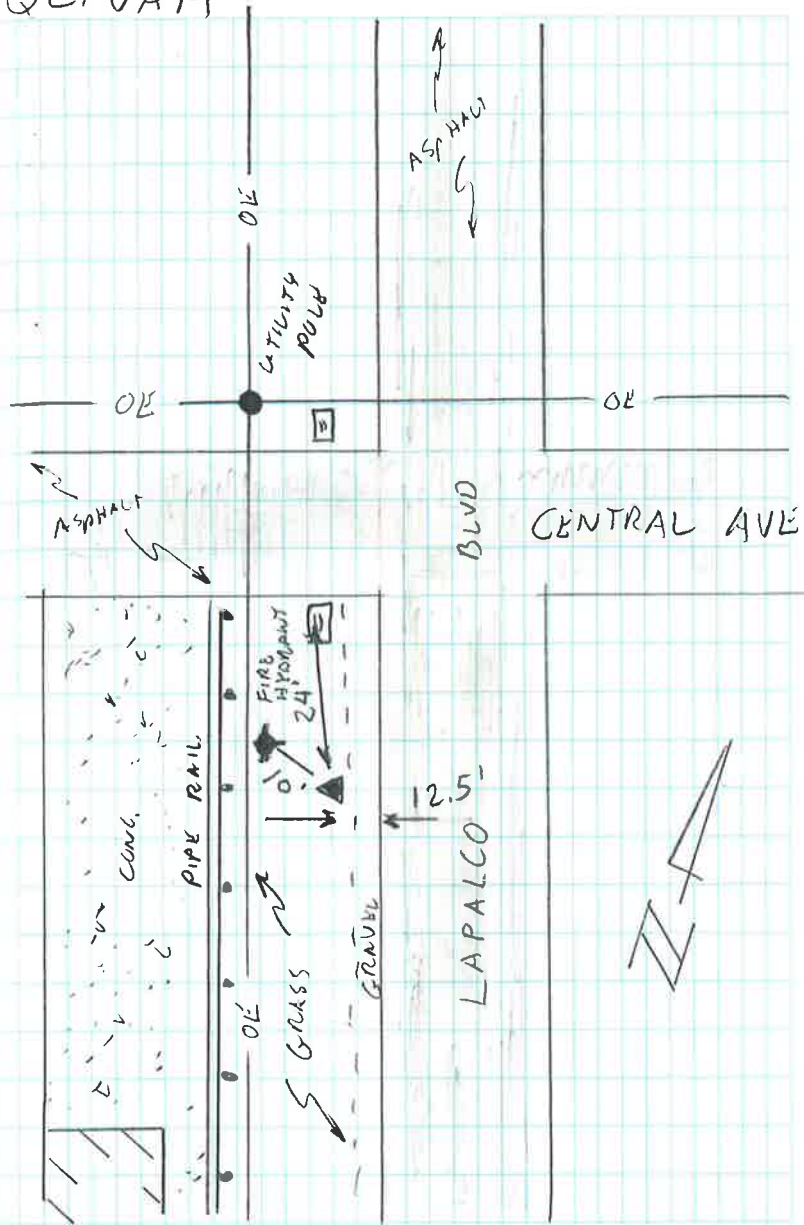 ASPHALT
OE
UTILITY
POLE
OE
OE
ASPHALT
BLVD
CENTRAL AVE
FIRE
HYDRANT
24'
PIPE RAIL
CONC.
12.5'
LAPALCO
GRAVEL
GRASS
OE
N